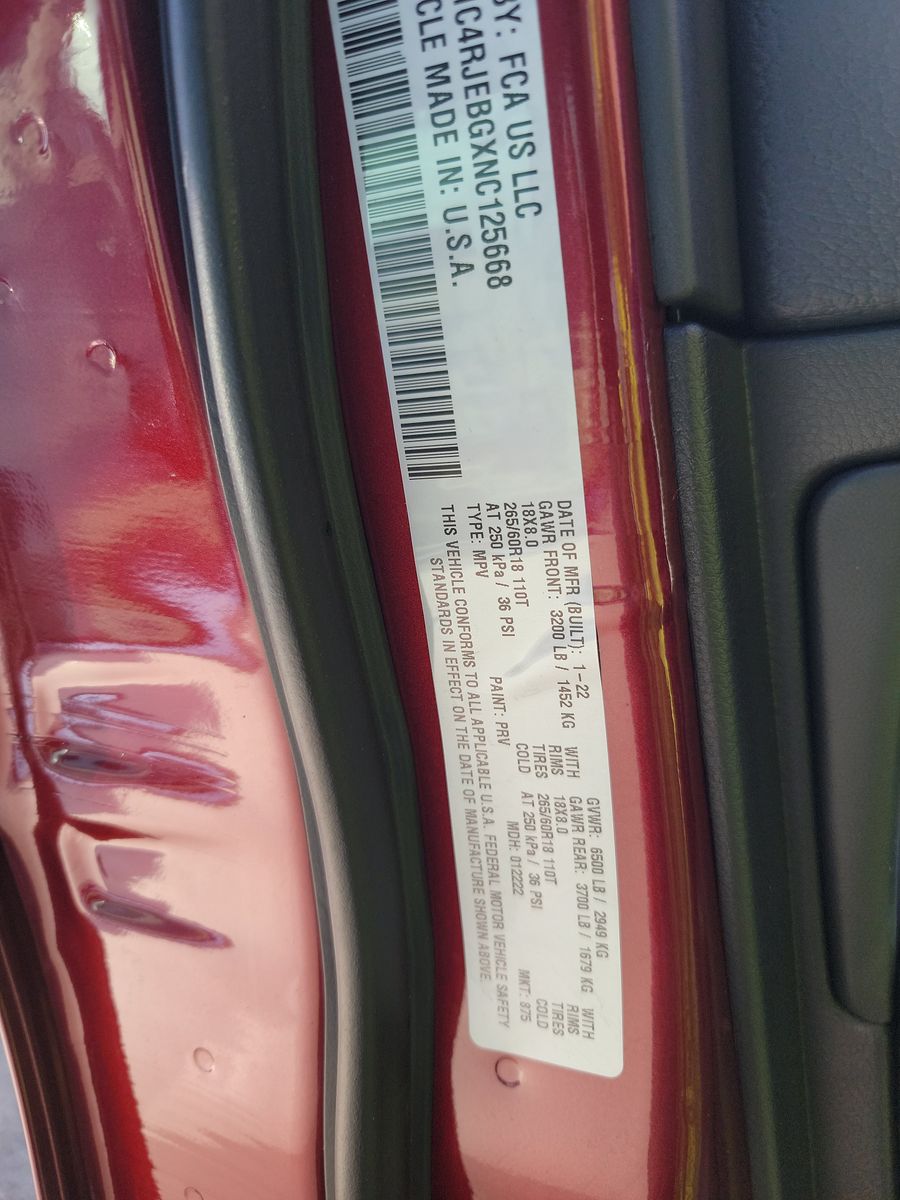 BY: FCA US LLC
C4RJEBGXNC125668
CLE MADE IN: U.S.A.
DATE OF MFR (BUILT): 1-22 GVWR: 6500 LB / 2949 KG
GAWR FRONT: 3200 LB / 1452 KG WITH GAWR REAR: 3700 LB / 1679 KG WITH
18X8.0 RIMS 18X8.0 RIMS
265/60R18 110T TIRES 265/60R18 110T TIRES
AT 250 kPa / 36 PSI COLD AT 250 kPa / 36 PSI COLD
TYPE: MPV PAINT: PRV MDH: 012222 MKT: 875
THIS VEHICLE CONFORMS TO ALL APPLICABLE U.S.A. FEDERAL MOTOR VEHICLE SAFETY
STANDARDS IN EFFECT ON THE DATE OF MANUFACTURE SHOWN ABOVE.